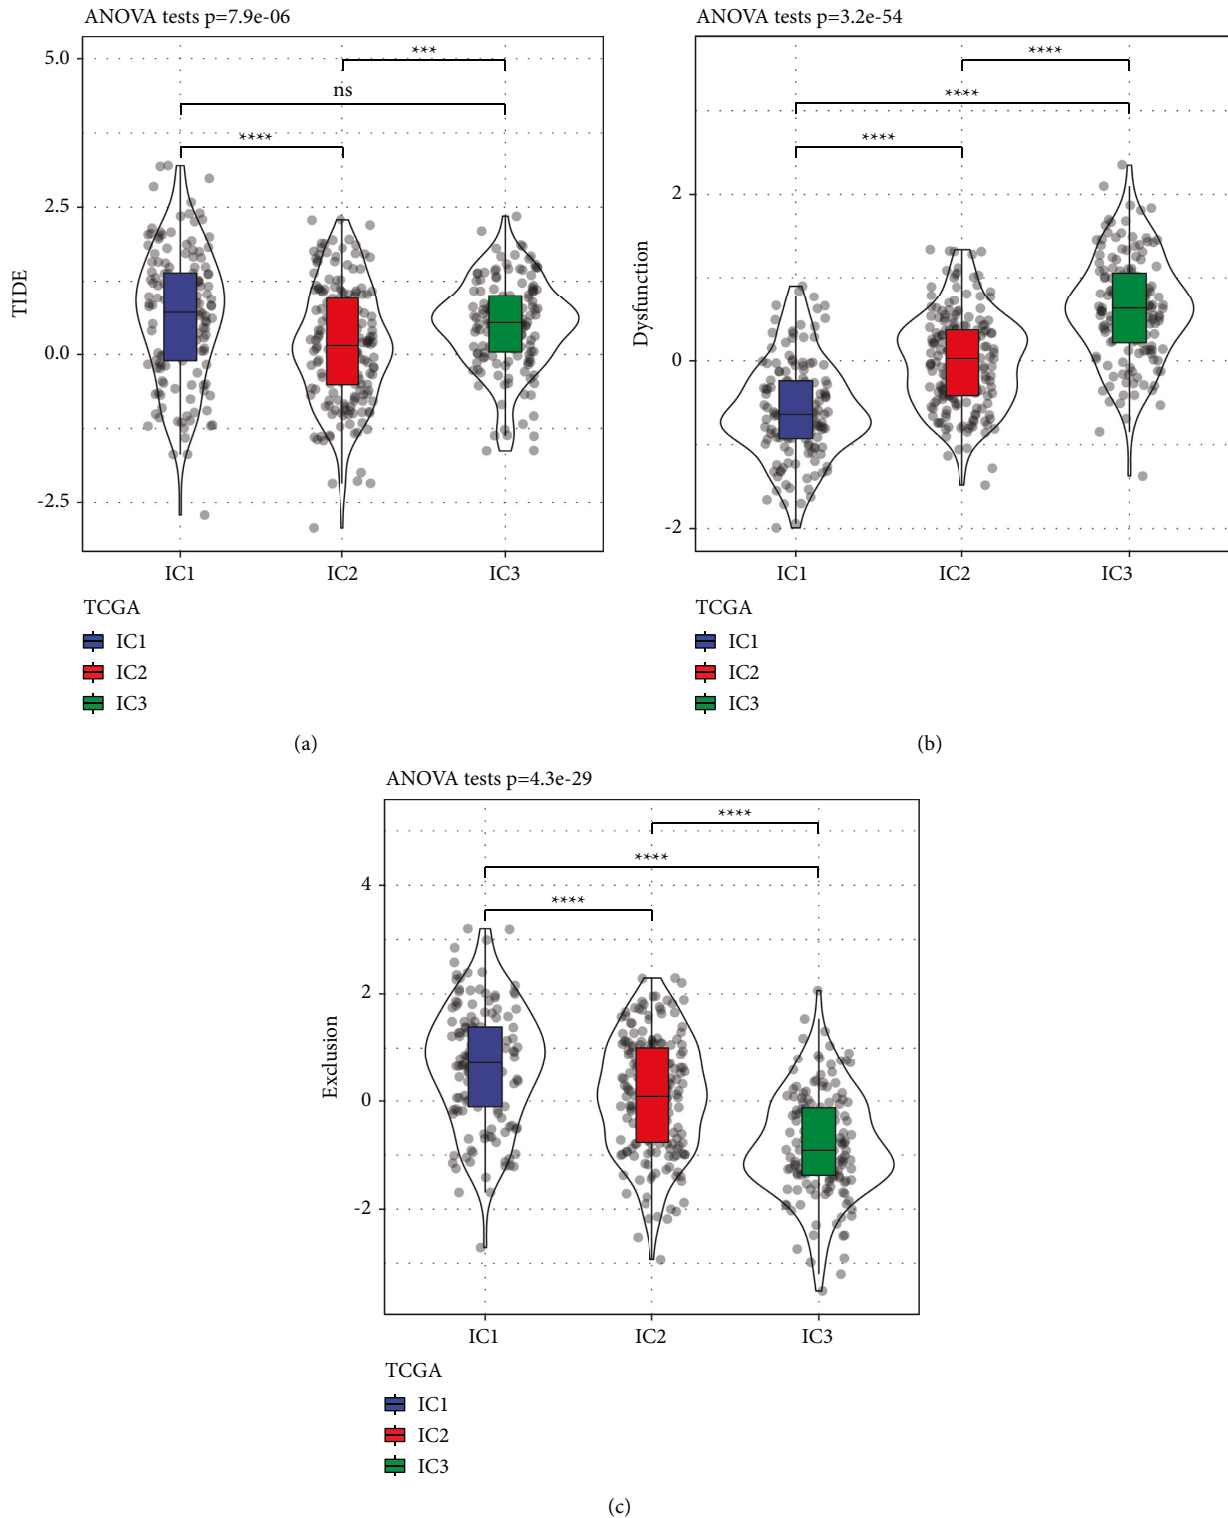 ANOVA tests p=7.9e-06
TIDE
5.0
2.5
0.0
-2.5
***
ns
****
IC1 IC2 IC3
TCGA
IC1
IC2
IC3
(a)
ANOVA tests p=3.2e-54
Dysfunction
2
0
-2
****
****
****
IC1 IC2 IC3
TCGA
IC1
IC2
IC3
(b)
ANOVA tests p=4.3e-29
Exclusion
4
2
0
-2
****
****
****
IC1 IC2 IC3
TCGA
IC1
IC2
IC3
(c)